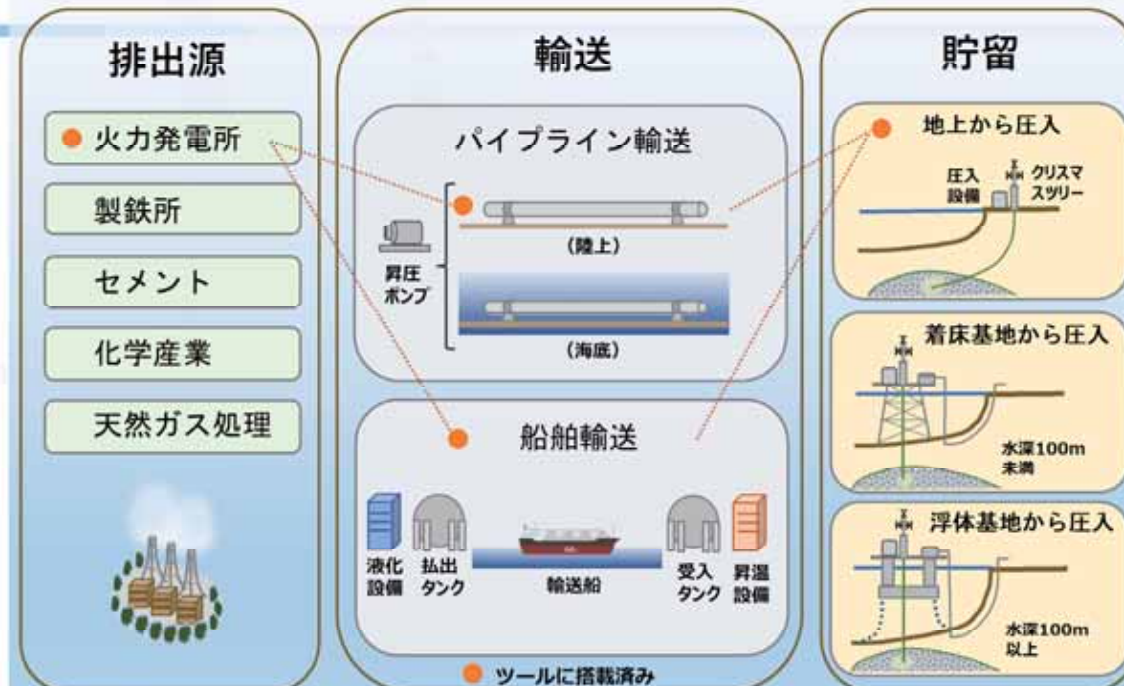 排出源
火力発電所
製鉄所
セメント
化学産業
天然ガス処理
輸送
パイプライン輸送
昇圧
ポンプ
(陸上)
(海底)
船舶輸送
液化
設備
払出
タンク
輸送船
受入
タンク
昇温
設備
ツールに搭載済み
貯留
地上から圧入
圧入
設備
クリスマ
スツリー
着床基地から圧入
水深100m
未満
浮体基地から圧入
水深100m
以上